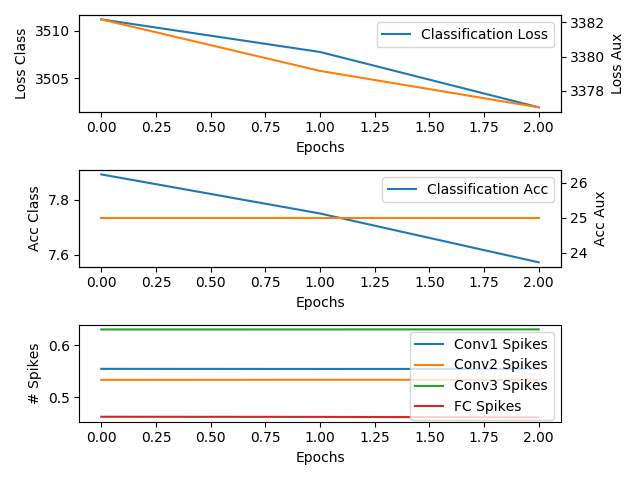 3510
3505
Loss Class
Classification Loss
3382
3380
3378
Loss Aux
0.00 0.25 0.50 0.75 1.00 1.25 1.50 1.75 2.00
Epochs
7.8
7.6
Acc Class
Classification Acc
26
25
24
Acc Aux
0.00 0.25 0.50 0.75 1.00 1.25 1.50 1.75 2.00
Epochs
0.6
0.5
# Spikes
Conv1 Spikes
Conv2 Spikes
Conv3 Spikes
FC Spikes
0.00 0.25 0.50 0.75 1.00 1.25 1.50 1.75 2.00
Epochs